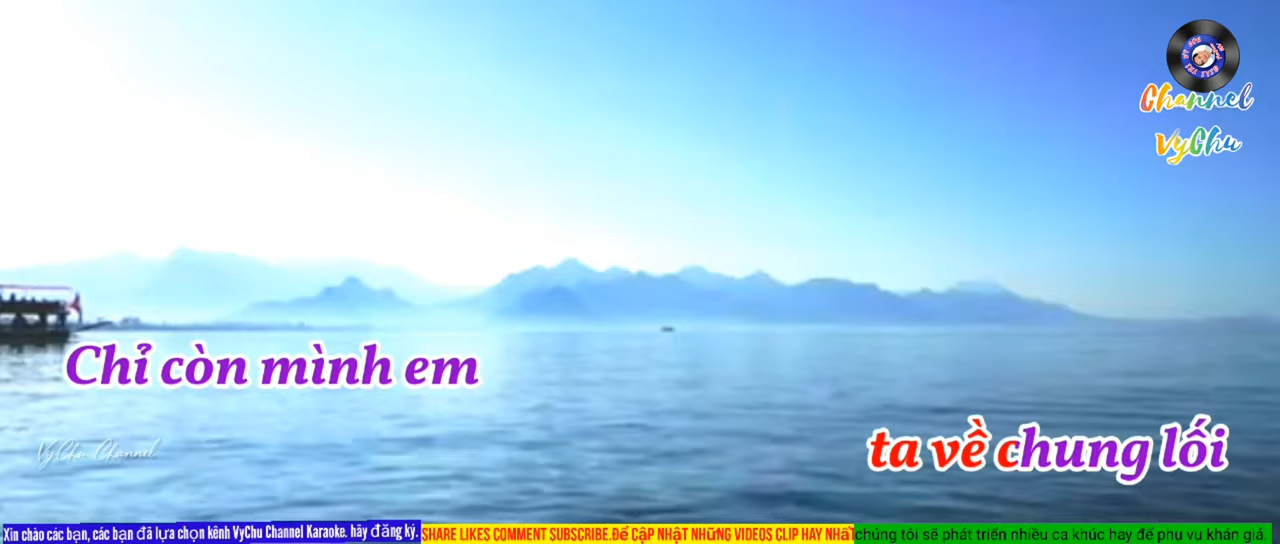 Channel
VyChu
Chỉ còn mình em
VyChu Channel
ta về chung lối
Xin chào các bạn, các bạn đã lựa chọn kênh VyChu Channel Karaoke. hãy đăng ký. SHARE LIKES COMMENT SUBSCRIBE.Để CậP NHậT NHữNG VIDEOS CLIP HAY NHấT chúng tôi sẽ phát triển nhiều ca khúc hay để phụ vụ khán giả.